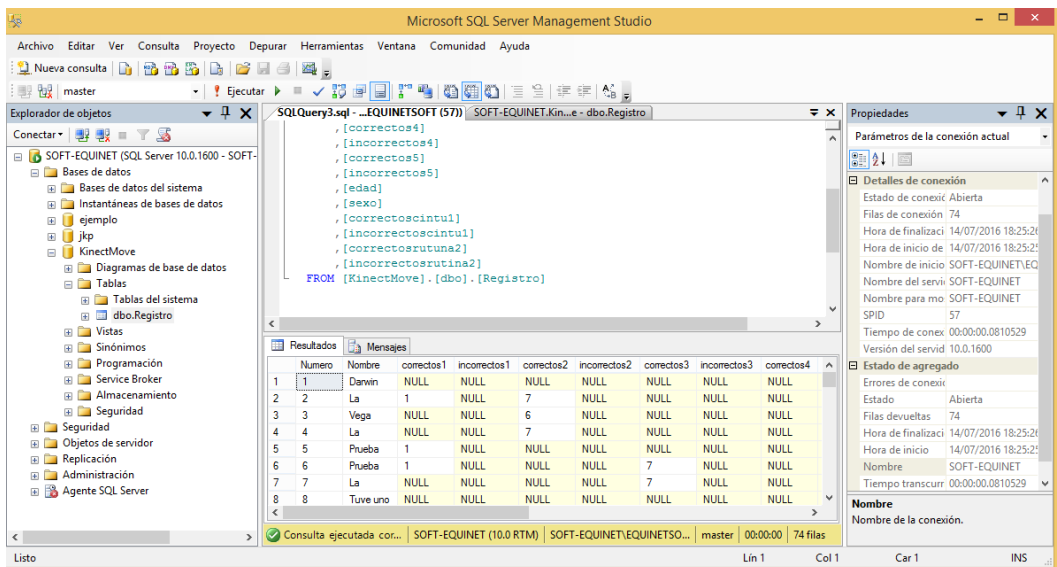 Microsoft SQL Server Management Studio
Archivo Editar Ver Consulta Proyecto Depurar Herramientas Ventana Comunidad Ayuda
Nueva consulta
master Ejecutar
Explorador de objetos
Conectar
SOFT-EQUINET (SQL Server 10.0.1600 - SOFT-
Bases de datos
Bases de datos del sistema
Instantáneas de bases de datos
ejemplo
jkp
KinectMove
Diagramas de base de datos
Tablas
Tablas del sistema
dbo.Registro
Vistas
Sinónimos
Programación
Service Broker
Almacenamiento
Seguridad
Seguridad
Objetos de servidor
Replicación
Administración
Agente SQL Server
SQLQuery3.sql - ...EQUINETSOFT (57)) SOFT-EQUINET.Kin...e - dbo.Registro
,[correctos4]
,[incorrectos4]
,[correctos5]
,[incorrectos5]
,[edad]
,[sexo]
,[correctoscintu1]
,[incorrectoscintu1]
,[correctosrutuna2]
,[incorrectosrutina2]
FROM [KinectMove].[dbo].[Registro]
Resultados Mensajes
Numero Nombre correctos1 incorrectos1 correctos2 incorrectos2 correctos3 incorrectos3 correctos4
1 1 Darwin NULL NULL NULL NULL NULL NULL NULL
2 2 La 1 NULL 7 NULL NULL NULL NULL
3 3 Vega NULL NULL 6 NULL NULL NULL NULL
4 4 La NULL NULL 7 NULL NULL NULL NULL
5 5 Prueba 1 NULL NULL NULL NULL NULL NULL
6 6 Prueba 1 NULL NULL NULL 7 NULL NULL
7 7 La NULL NULL NULL NULL 7 NULL NULL
8 8 Tuve uno NULL NULL NULL NULL NULL NULL NULL
Consulta ejecutada cor... SOFT-EQUINET (10.0 RTM) SOFT-EQUINET\EQUINETSO... master 00:00:00 74 filas
Propiedades
Parámetros de la conexión actual
Detalles de conexión
Estado de conexić Abierta
Filas de conexión 74
Hora de finalizaci 14/07/2016 18:25:26
Hora de inicio de 14/07/2016 18:25:25
Nombre de inicio SOFT-EQUINET\EQ
Nombre del servi SOFT-EQUINET
Nombre para mo SOFT-EQUINET
SPID 57
Tiempo de conex 00:00:00.0810529
Versión del servid 10.0.1600
Estado de agregado
Errores de conexic
Estado Abierta
Filas devueltas 74
Hora de finalizaci 14/07/2016 18:25:26
Hora de inicio 14/07/2016 18:25:25
Nombre SOFT-EQUINET
Tiempo transcurr 00:00:00.0810529
Nombre
Nombre de la conexión.
Listo Lín 1 Col 1 Car 1 INS